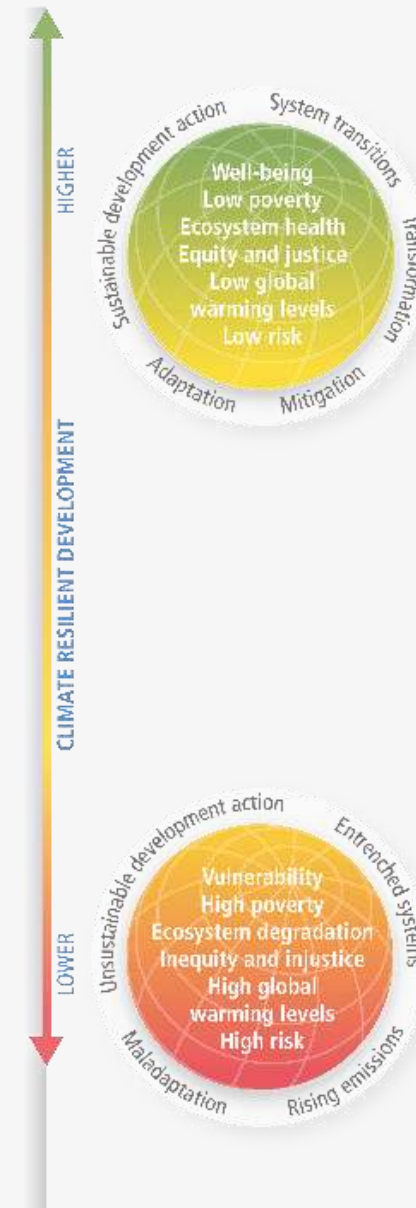 HIGHER
CLIMATE RESILIENT DEVELOPMENT
LOWER
Sustainable development action
System transitions
Transformation
Adaptation
Mitigation
Well-being
Low poverty
Ecosystem health
Equity and justice
Low global
warming levels
Low risk
Unsustainable development action
Entrenched systems
Maladaptation
Rising emissions
Vulnerability
High poverty
Ecosystem degradation
Inequity and injustice
High global
warming levels
High risk